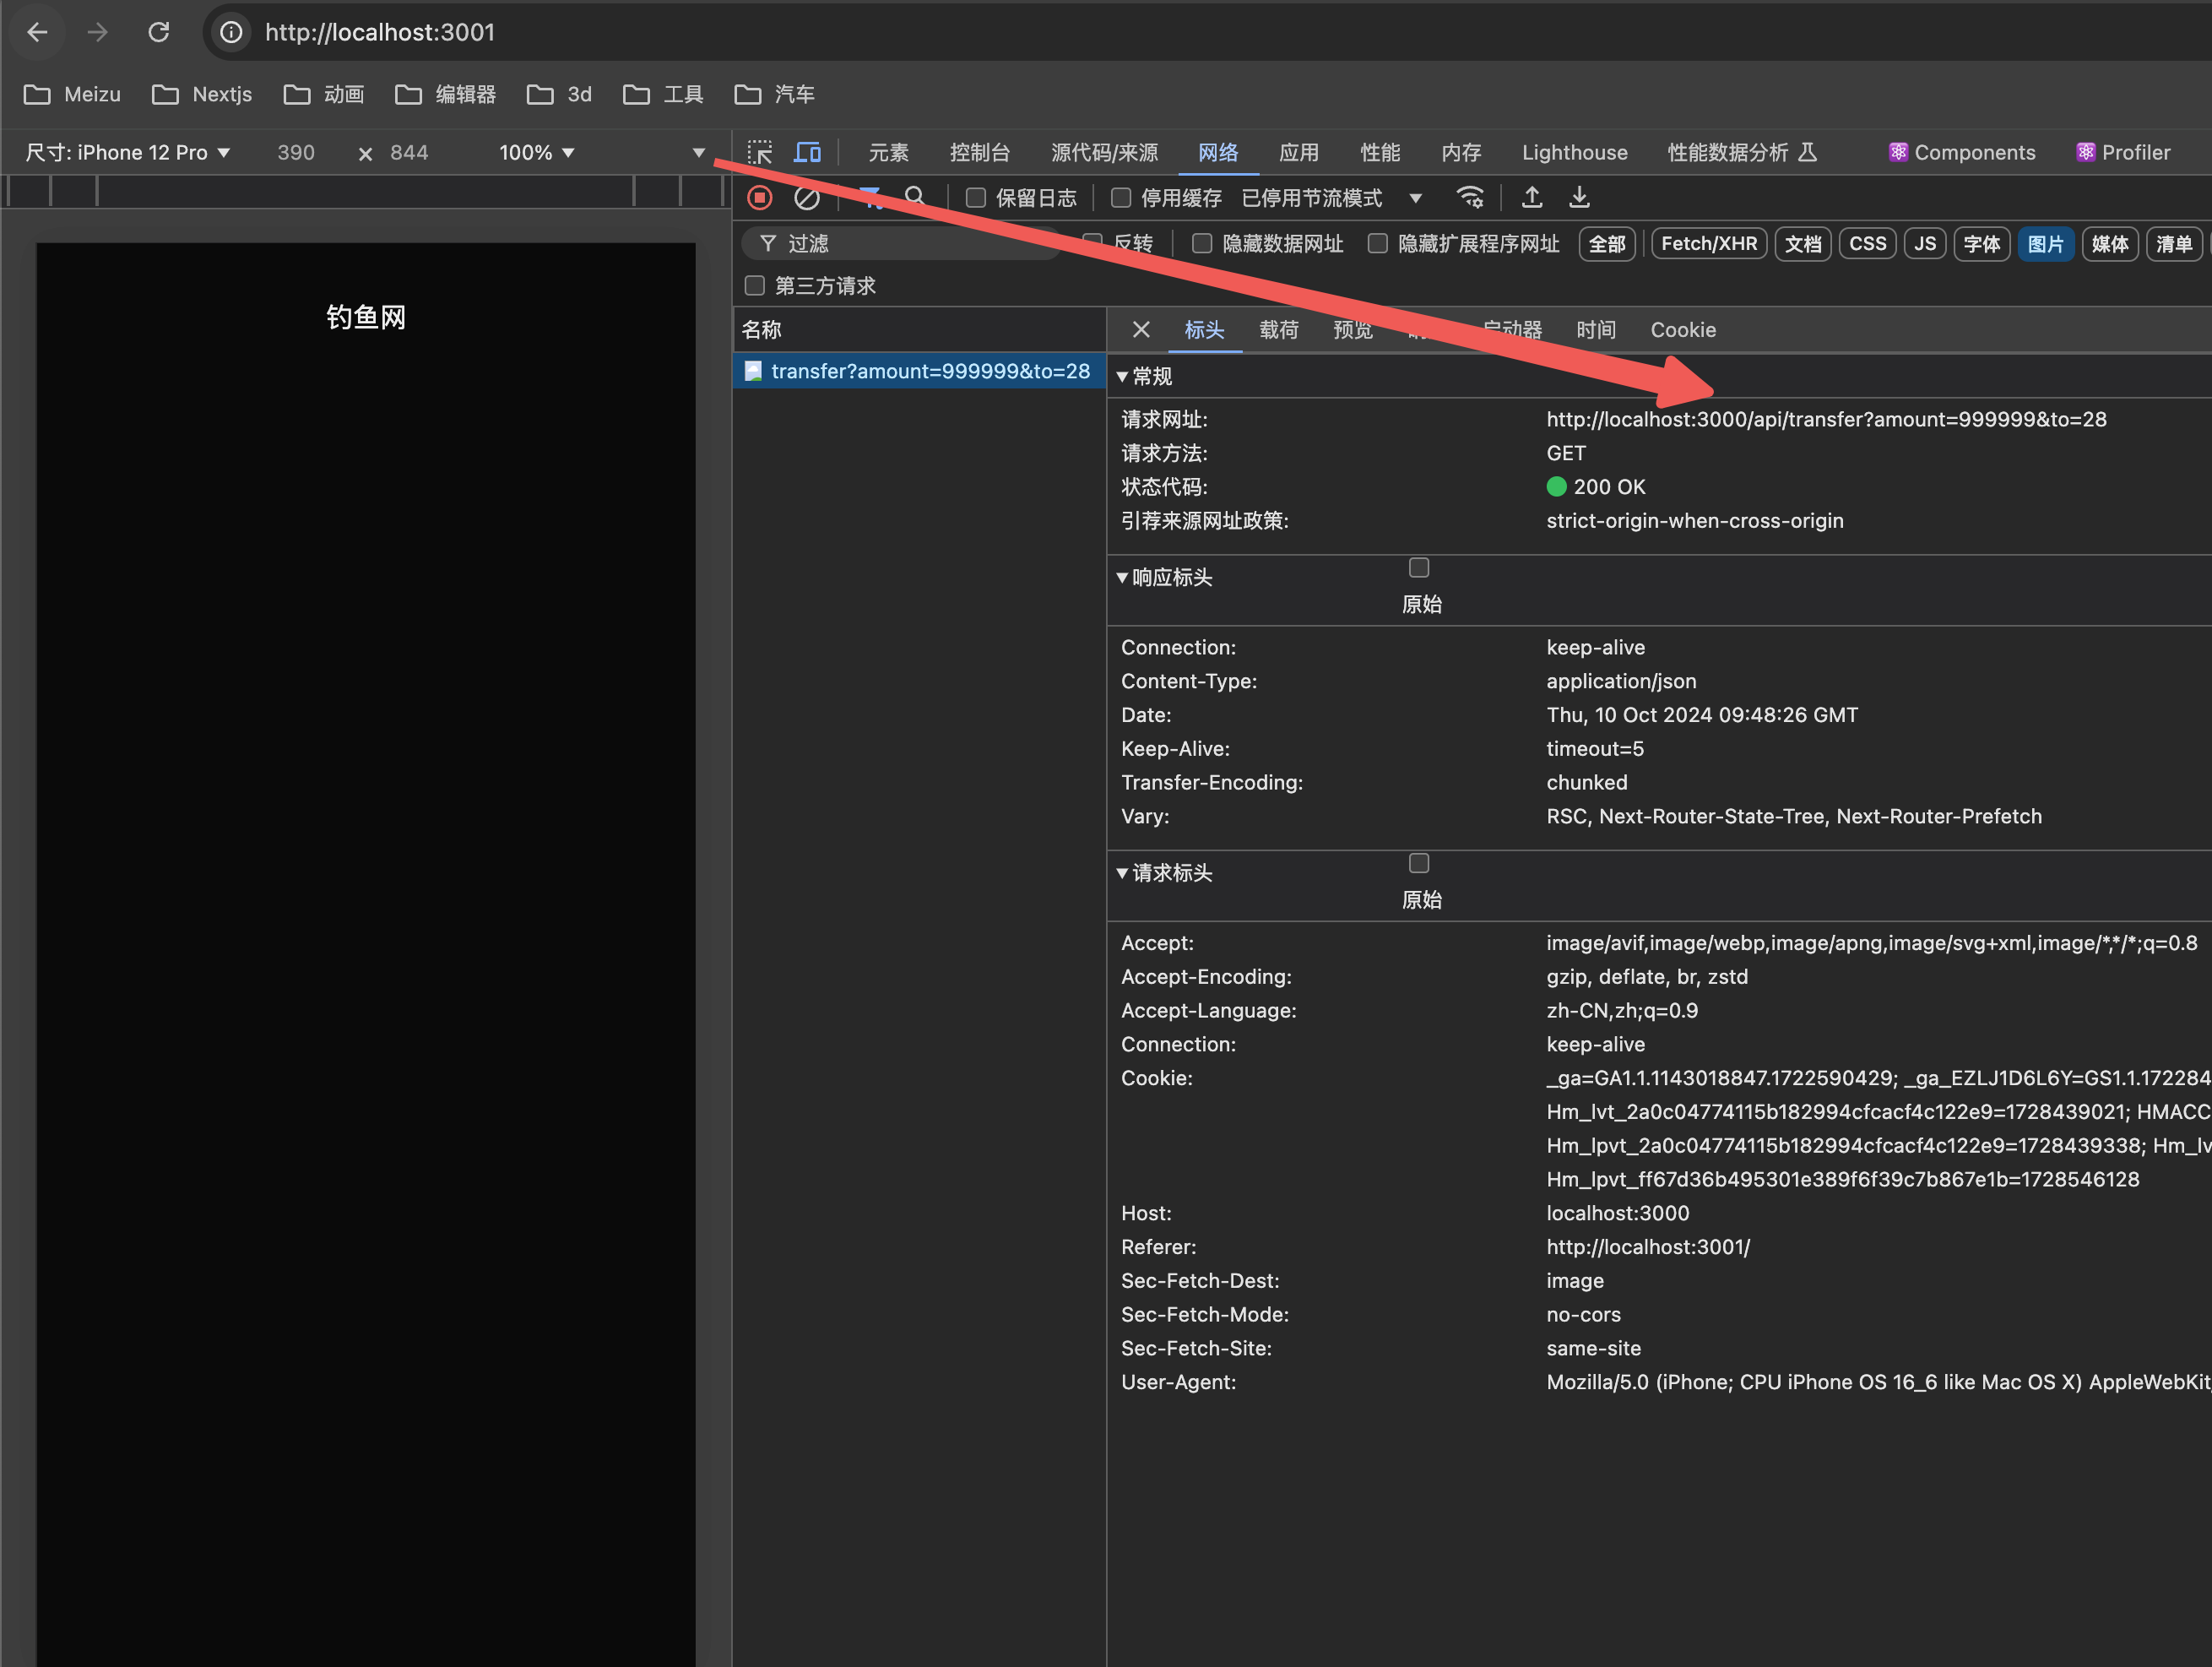 http://localhost:3001
Meizu Nextjs 动画 编辑器 3d 工具 汽车
尺寸: iPhone 12 Pro 390 × 844 100%
元素 控制台 源代码/来源 网络 应用 性能 内存 Lighthouse 性能数据分析 Components Profiler
保留日志 停用缓存 已停用节流模式
过滤 反转 隐藏数据网址 隐藏扩展程序网址 全部 Fetch/XHR 文档 CSS JS 字体 图片 媒体 清单
第三方请求
钓鱼网
名称
transfer?amount=999999&to=28
标头 载荷 预览 启动器 时间 Cookie
常规
请求网址: http://localhost:3000/api/transfer?amount=999999&to=28
请求方法: GET
状态代码: 200 OK
引荐来源网址政策: strict-origin-when-cross-origin
响应标头
原始
Connection: keep-alive
Content-Type: application/json
Date: Thu, 10 Oct 2024 09:48:26 GMT
Keep-Alive: timeout=5
Transfer-Encoding: chunked
Vary: RSC, Next-Router-State-Tree, Next-Router-Prefetch
请求标头
原始
Accept: image/avif,image/webp,image/apng,image/svg+xml,image/*,*/*;q=0.8
Accept-Encoding: gzip, deflate, br, zstd
Accept-Language: zh-CN,zh;q=0.9
Connection: keep-alive
Cookie: _ga=GA1.1.1143018847.1722590429; _ga_EZLJ1D6L6Y=GS1.1.172284
Hm_lvt_2a0c04774115b182994cfcacf4c122e9=1728439021; HMACC
Hm_lpvt_2a0c04774115b182994cfcacf4c122e9=1728439338; Hm_lv
Hm_lpvt_ff67d36b495301e389f6f39c7b867e1b=1728546128
Host: localhost:3000
Referer: http://localhost:3001/
Sec-Fetch-Dest: image
Sec-Fetch-Mode: no-cors
Sec-Fetch-Site: same-site
User-Agent: Mozilla/5.0 (iPhone; CPU iPhone OS 16_6 like Mac OS X) AppleWebKit